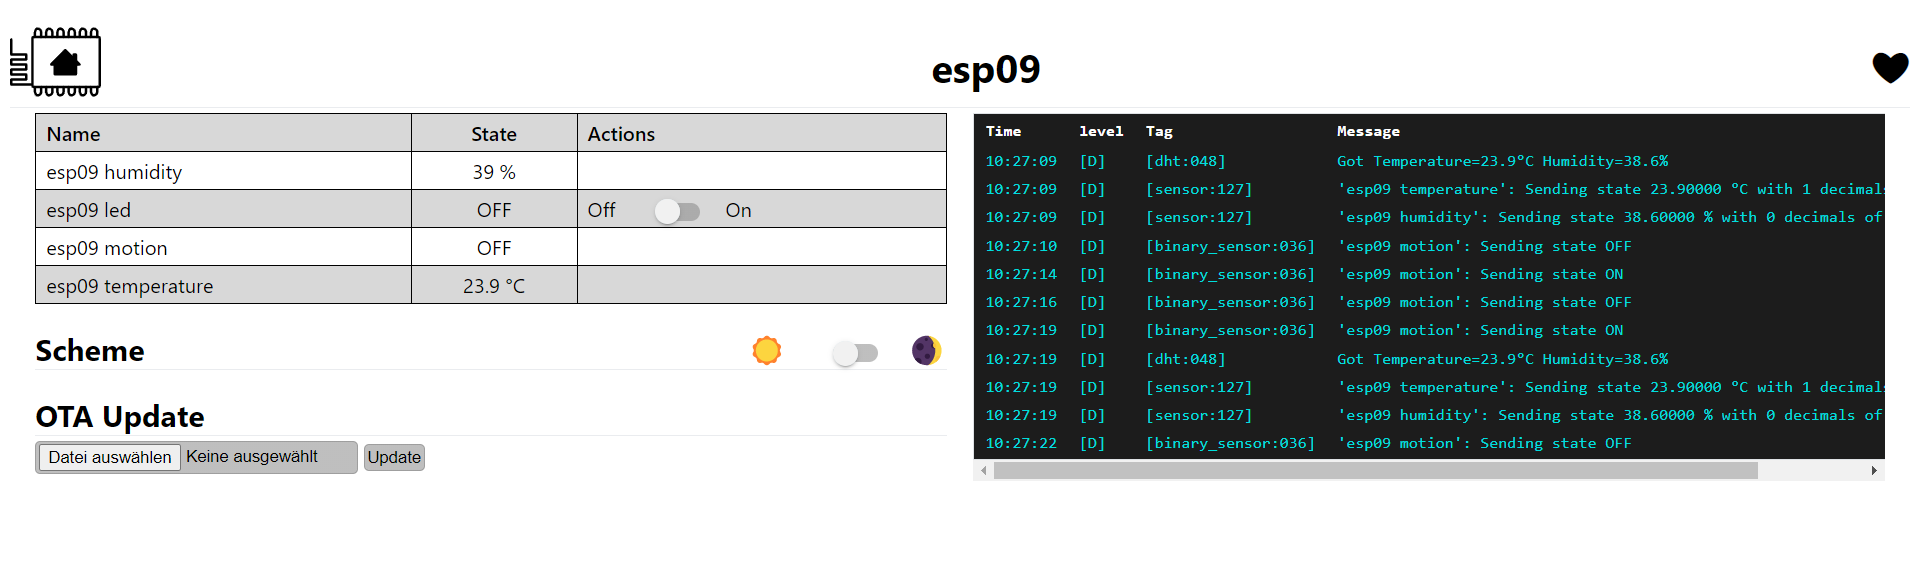 esp09
Name State Actions
esp09 humidity 39 %
esp09 led OFF Off On
esp09 motion OFF
esp09 temperature 23.9 °C
Scheme
OTA Update
Datei auswählen Keine ausgewählt Update
Time level Tag Message
10:27:09 [D] [dht:048] Got Temperature=23.9°C Humidity=38.6%
10:27:09 [D] [sensor:127] 'esp09 temperature': Sending state 23.90000 °C with 1 decimals
10:27:09 [D] [sensor:127] 'esp09 humidity': Sending state 38.60000 % with 0 decimals of
10:27:10 [D] [binary_sensor:036] 'esp09 motion': Sending state OFF
10:27:14 [D] [binary_sensor:036] 'esp09 motion': Sending state ON
10:27:16 [D] [binary_sensor:036] 'esp09 motion': Sending state OFF
10:27:19 [D] [binary_sensor:036] 'esp09 motion': Sending state ON
10:27:19 [D] [dht:048] Got Temperature=23.9°C Humidity=38.6%
10:27:19 [D] [sensor:127] 'esp09 temperature': Sending state 23.90000 °C with 1 decimals
10:27:19 [D] [sensor:127] 'esp09 humidity': Sending state 38.60000 % with 0 decimals of
10:27:22 [D] [binary_sensor:036] 'esp09 motion': Sending state OFF